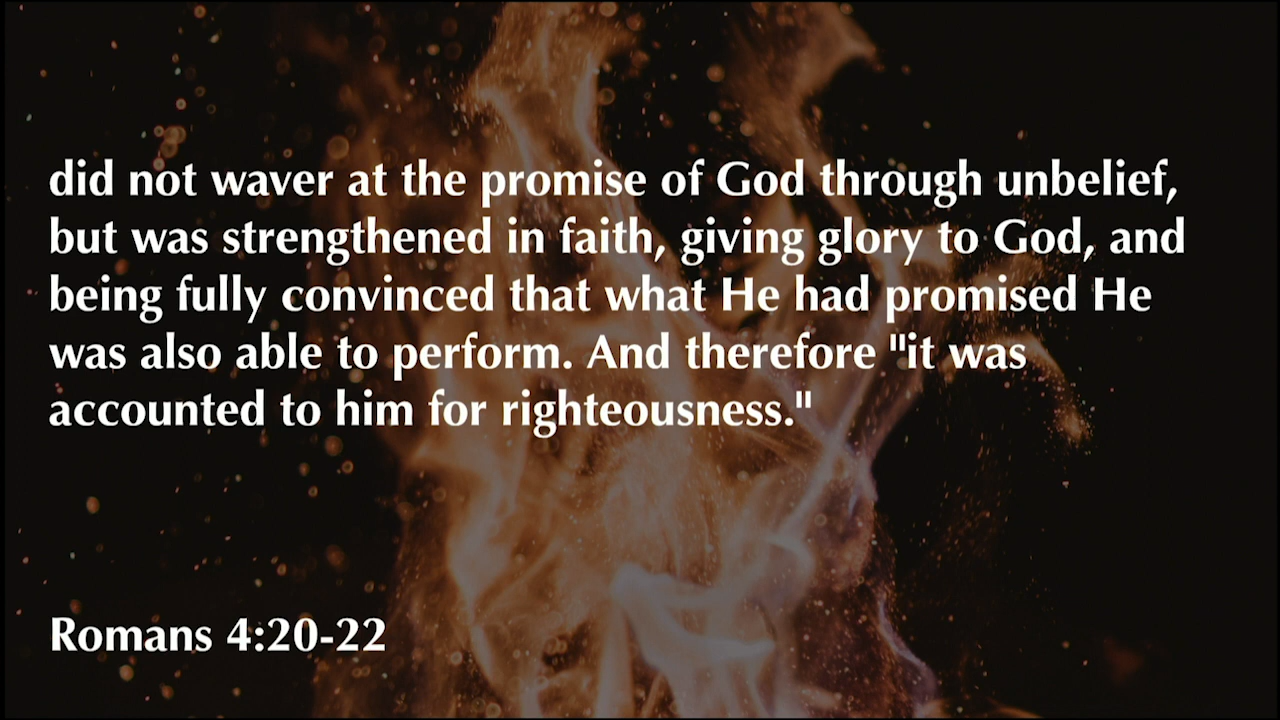 did not waver at the promise of God through unbelief,
but was strengthened in faith, giving glory to God, and
being fully convinced that what He had promised He
was also able to perform. And therefore "it was
accounted to him for righteousness."
Romans 4:20-22